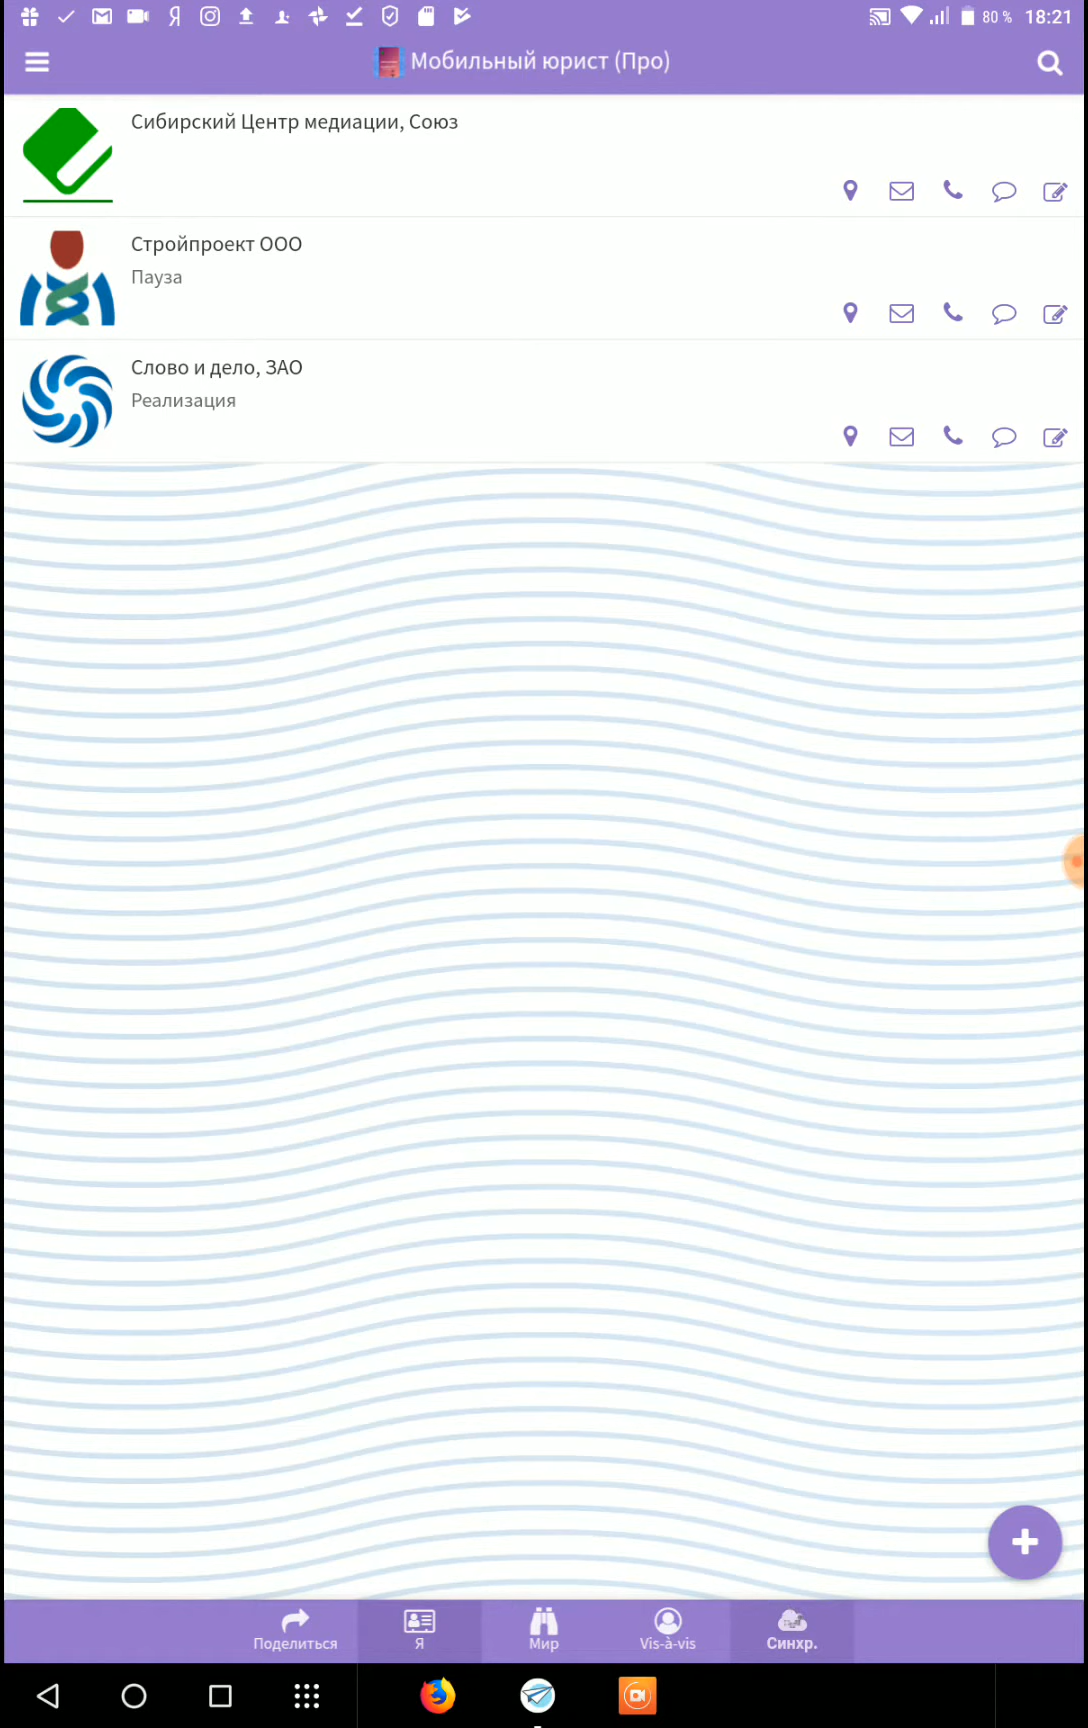 80 % 18:21
Мобильный юрист (Про)
Сибирский Центр медиации, Союз
Стройпроект ООО
Пауза
Слово и дело, ЗАО
Реализация
Поделиться Я Мир Vis-à-vis Синхр.